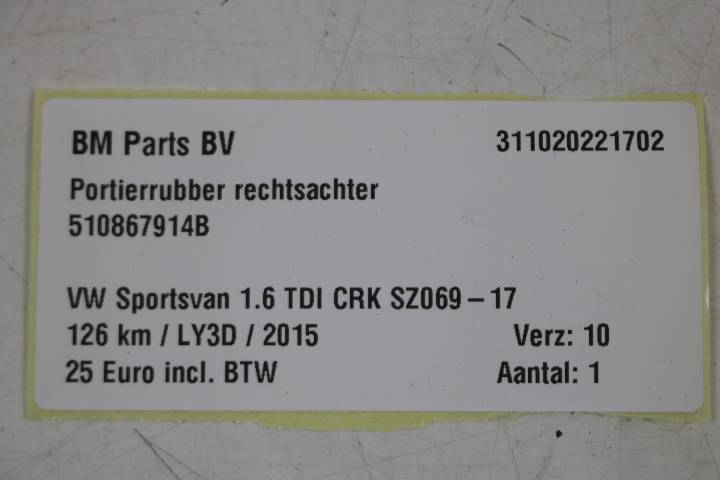 BM Parts BV 311020221702
Portierrubber rechtsachter
510867914B
VW Sportsvan 1.6 TDI CRK SZ069 – 17
126 km / LY3D / 2015 Verz: 10
25 Euro incl. BTW Aantal: 1